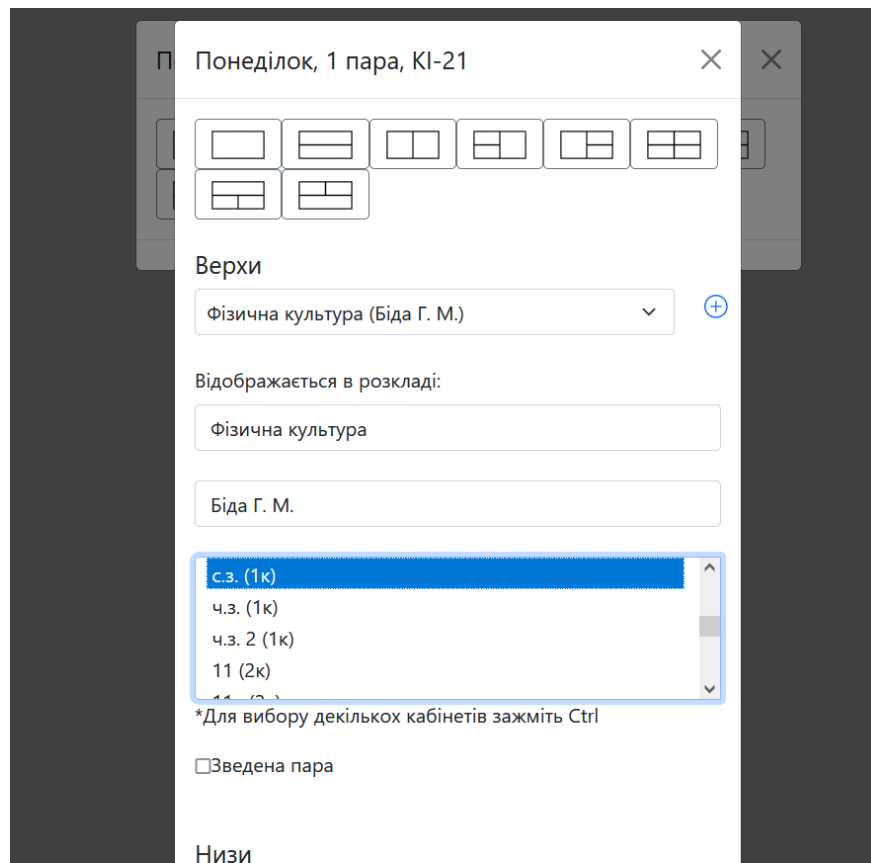 Понеділок, 1 пара, КІ-21
Верхи
Фізична культура (Біда Г. М.)
Відображається в розкладі:
Фізична культура
Біда Г. М.
с.з. (1к)
ч.з. (1к)
ч.з. 2 (1к)
11 (2к)
*Для вибору декількох кабінетів зажміть Ctrl
Зведена пара
Низи